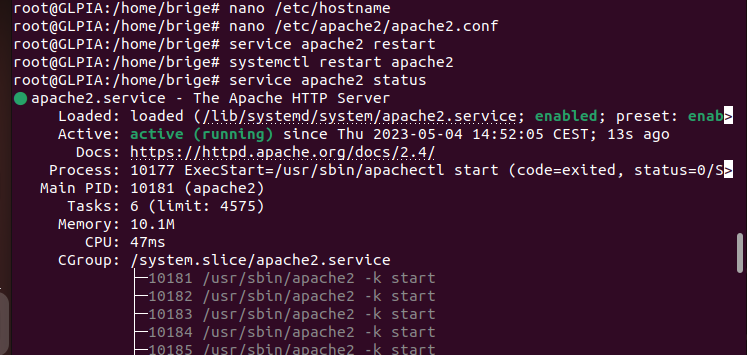 root@GLPIA:/home/brige# nano /etc/hostname
root@GLPIA:/home/brige# nano /etc/apache2/apache2.conf
root@GLPIA:/home/brige# service apache2 restart
root@GLPIA:/home/brige# systemctl restart apache2
root@GLPIA:/home/brige# service apache2 status
● apache2.service - The Apache HTTP Server
     Loaded: loaded (/lib/systemd/system/apache2.service; enabled; preset: enab>
     Active: active (running) since Thu 2023-05-04 14:52:05 CEST; 13s ago
       Docs: https://httpd.apache.org/docs/2.4/
    Process: 10177 ExecStart=/usr/sbin/apachectl start (code=exited, status=0/S>
   Main PID: 10181 (apache2)
      Tasks: 6 (limit: 4575)
     Memory: 10.1M
        CPU: 47ms
     CGroup: /system.slice/apache2.service
             ├─10181 /usr/sbin/apache2 -k start
             ├─10182 /usr/sbin/apache2 -k start
             ├─10183 /usr/sbin/apache2 -k start
             ├─10184 /usr/sbin/apache2 -k start
             ├─10185 /usr/sbin/apache2 -k start